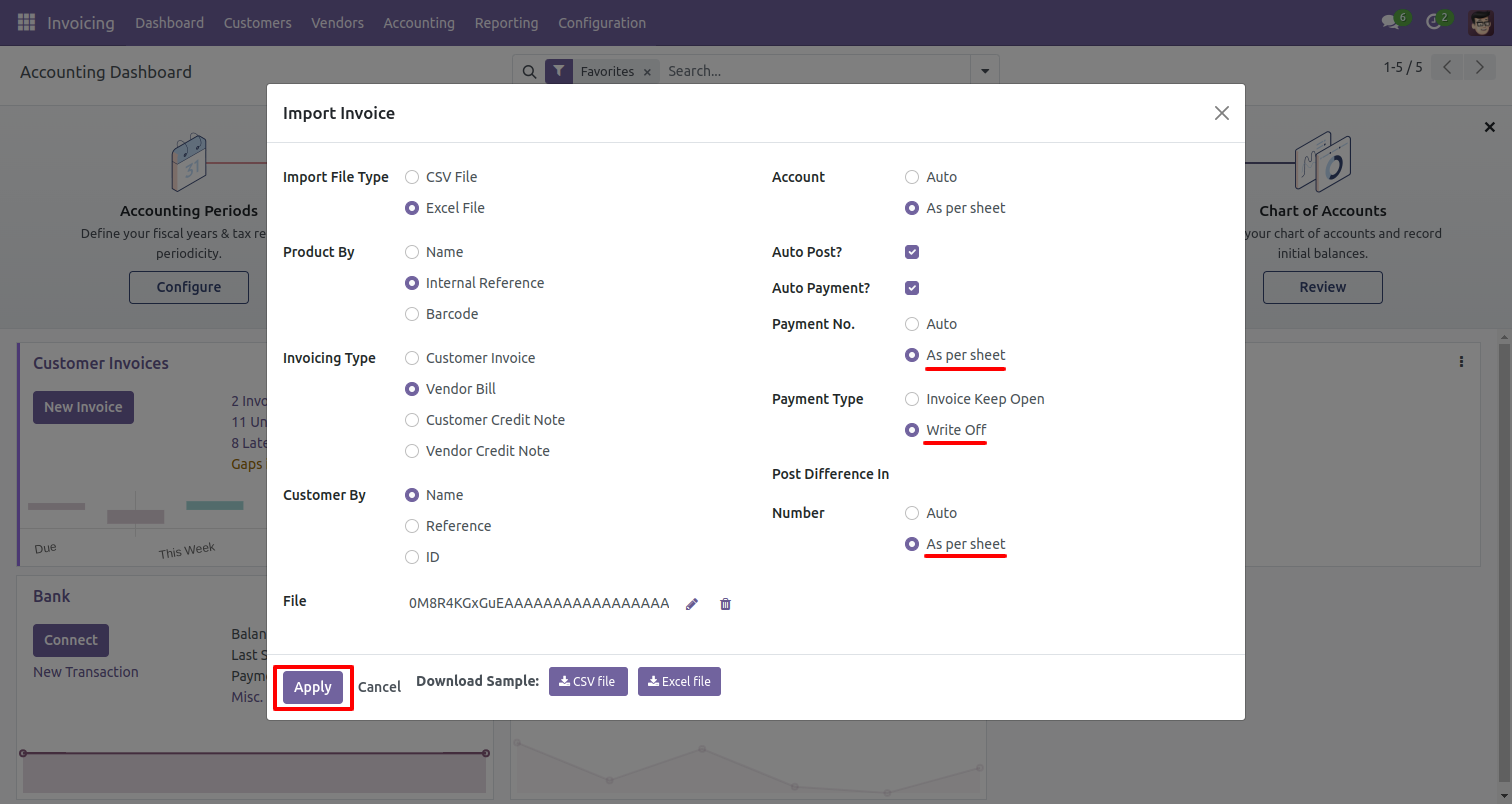 Invoicing Dashboard Customers Vendors Accounting Reporting Configuration 6 2
Accounting Dashboard
Favorites × Search...
1-5 / 5
Import Invoice
Import File Type
CSV File
Excel File
Product By
Name
Internal Reference
Barcode
Invoicing Type
Customer Invoice
Vendor Bill
Customer Credit Note
Vendor Credit Note
Customer By
Name
Reference
ID
File
0M8R4KGxGuEAAAAAAAAAAAAAAAAA
Account
Auto
As per sheet
Auto Post?
Auto Payment?
Payment No.
Auto
As per sheet
Payment Type
Invoice Keep Open
Write Off
Post Difference In
Number
Auto
As per sheet
Apply Cancel Download Sample: CSV file Excel file
31
Accounting Periods
Define your fiscal years & tax re
periodicity.
Configure
Chart of Accounts
your chart of accounts and record
initial balances.
Review
Customer Invoices
New Invoice
2 Invo
11 Un
8 Late
Gaps
Due
This Week
Bank
Connect
New Transaction
Balan
Last S
Payme
Misc.